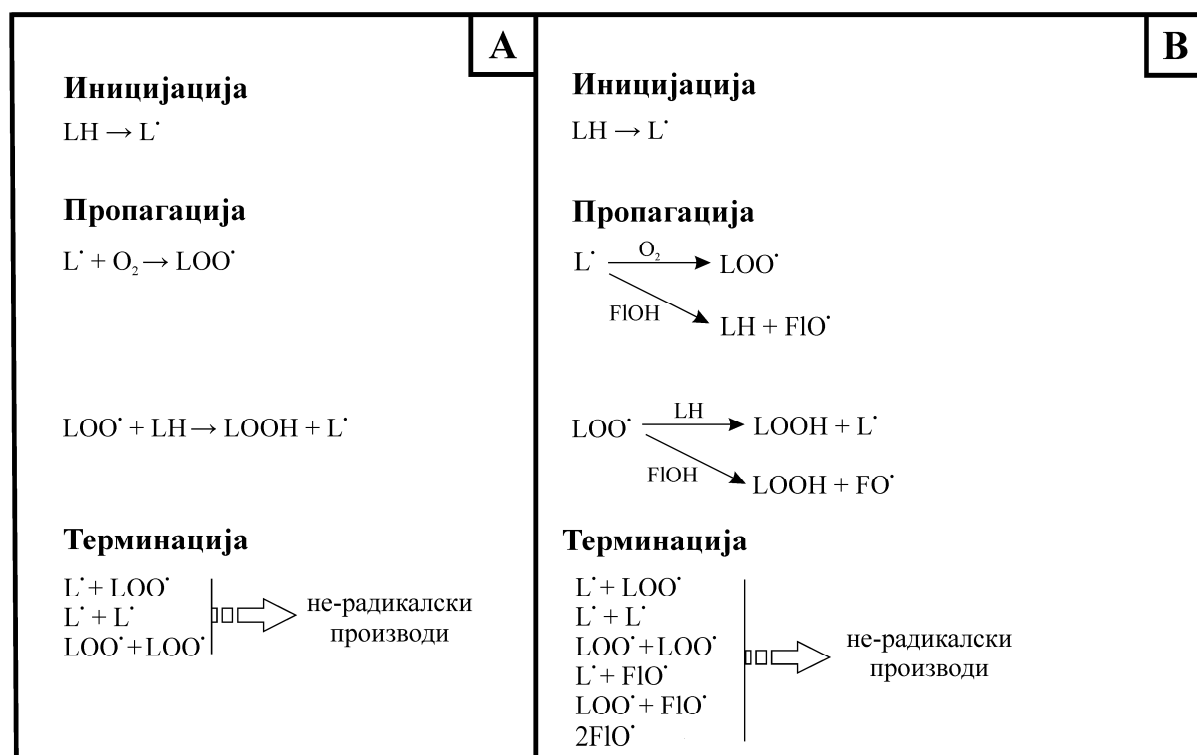 A
Иницијација
LH → L˙
Пропагација
L˙ + O₂ → LOO˙
LOO˙ + LH → LOOH + L˙
Терминација
L˙ + LOO˙
L˙ + L˙
LOO˙ + LOO˙
не-радикалски
производи
B
Иницијација
LH → L˙
Пропагација
L˙ O₂ LOO˙
FlOH LH + FlO˙
LOO˙ LH LOOH + L˙
FlOH LOOH + FO˙
Терминација
L˙ + LOO˙
L˙ + L˙
LOO˙ + LOO˙
L˙ + FlO˙
LOO˙ + FlO˙
2FlO˙
не-радикалски
производи